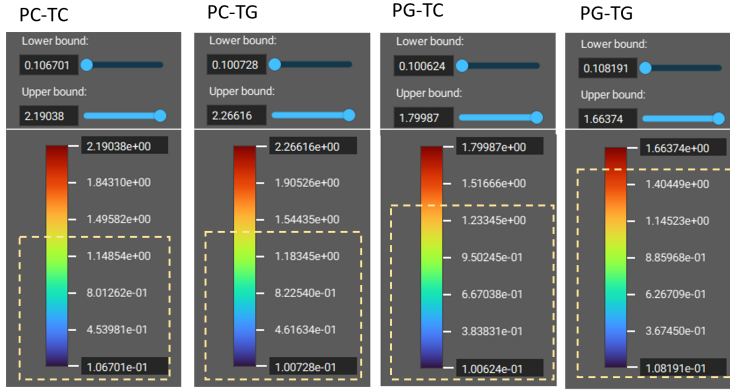 PC-TC
Lower bound:
0.106701
Upper bound:
2.19038
2.19038e+00
1.84310e+00
1.49582e+00
1.14854e+00
8.01262e-01
4.53981e-01
1.06701e-01
PC-TG
Lower bound:
0.100728
Upper bound:
2.26616
2.26616e+00
1.90526e+00
1.54435e+00
1.18345e+00
8.22540e-01
4.61634e-01
1.00728e-01
PG-TC
Lower bound:
0.100624
Upper bound:
1.79987
1.79987e+00
1.51666e+00
1.23345e+00
9.50245e-01
6.67038e-01
3.83831e-01
1.00624e-01
PG-TG
Lower bound:
0.108191
Upper bound:
1.66374
1.66374e+00
1.40449e+00
1.14523e+00
8.85968e-01
6.26709e-01
3.67450e-01
1.08191e-01